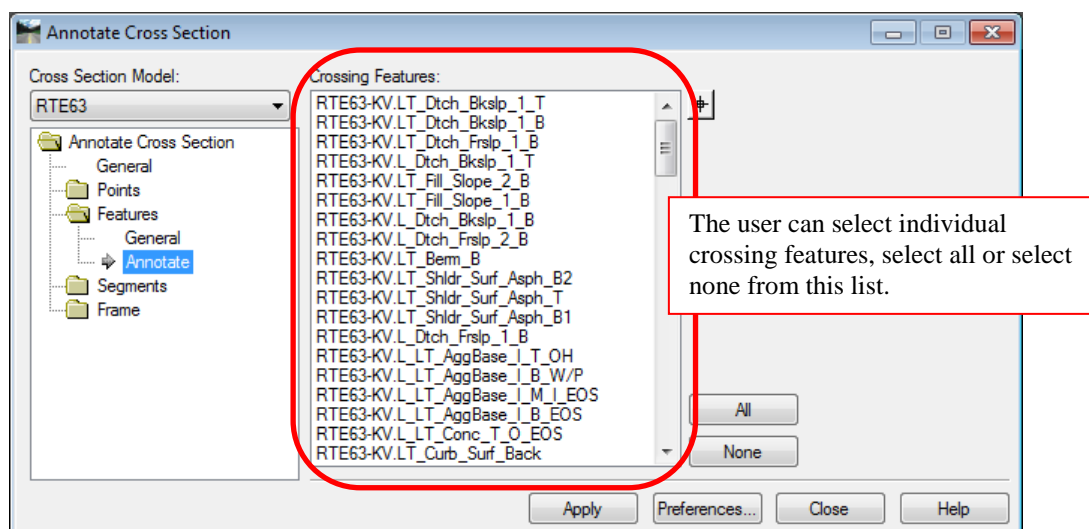 Annotate Cross Section
Cross Section Model:
RTE63
Annotate Cross Section
General
Points
Features
General
Annotate
Segments
Frame
Crossing Features:
RTE63-KV.LT_Dtch_Bkslp_1_T
RTE63-KV.LT_Dtch_Bkslp_1_B
RTE63-KV.LT_Dtch_Frslp_1_B
RTE63-KV.L_Dtch_Bkslp_1_T
RTE63-KV.LT_Fill_Slope_2_B
RTE63-KV.LT_Fill_Slope_1_B
RTE63-KV.L_Dtch_Bkslp_1_B
RTE63-KV.L_Dtch_Frslp_2_B
RTE63-KV.LT_Berm_B
RTE63-KV.LT_Shldr_Surf_Asph_B2
RTE63-KV.LT_Shldr_Surf_Asph_T
RTE63-KV.LT_Shldr_Surf_Asph_B1
RTE63-KV.L_Dtch_Frslp_1_B
RTE63-KV.L_LT_AggBase_I_T_OH
RTE63-KV.L_LT_AggBase_I_B_W/P
RTE63-KV.L_LT_AggBase_I_M_I_EOS
RTE63-KV.L_LT_AggBase_I_B_EOS
RTE63-KV.L_LT_Conc_T_O_EOS
RTE63-KV.LT_Curb_Surf_Back
The user can select individual
crossing features, select all or select
none from this list.
All
None
Apply
Preferences...
Close
Help